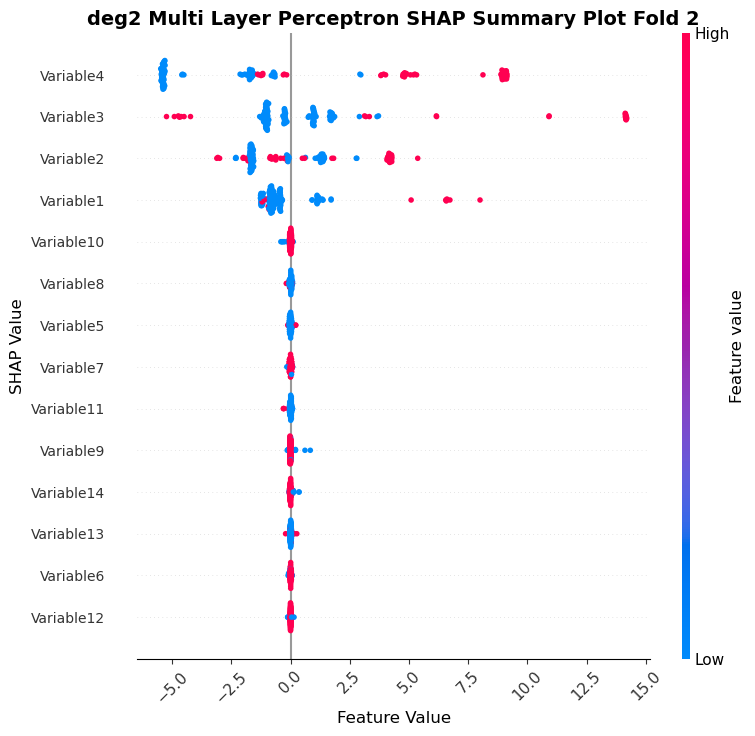 deg2 Multi Layer Perceptron SHAP Summary Plot Fold 2
High
Variable4
Variable3
Variable2
Variable1
Variable10
Variable8
Variable5
Variable7
Variable11
Variable9
Variable14
Variable13
Variable6
Variable12
SHAP Value
Feature value
Low
−5.0 −2.5 0.0 2.5 5.0 7.5 10.0 12.5 15.0
Feature Value